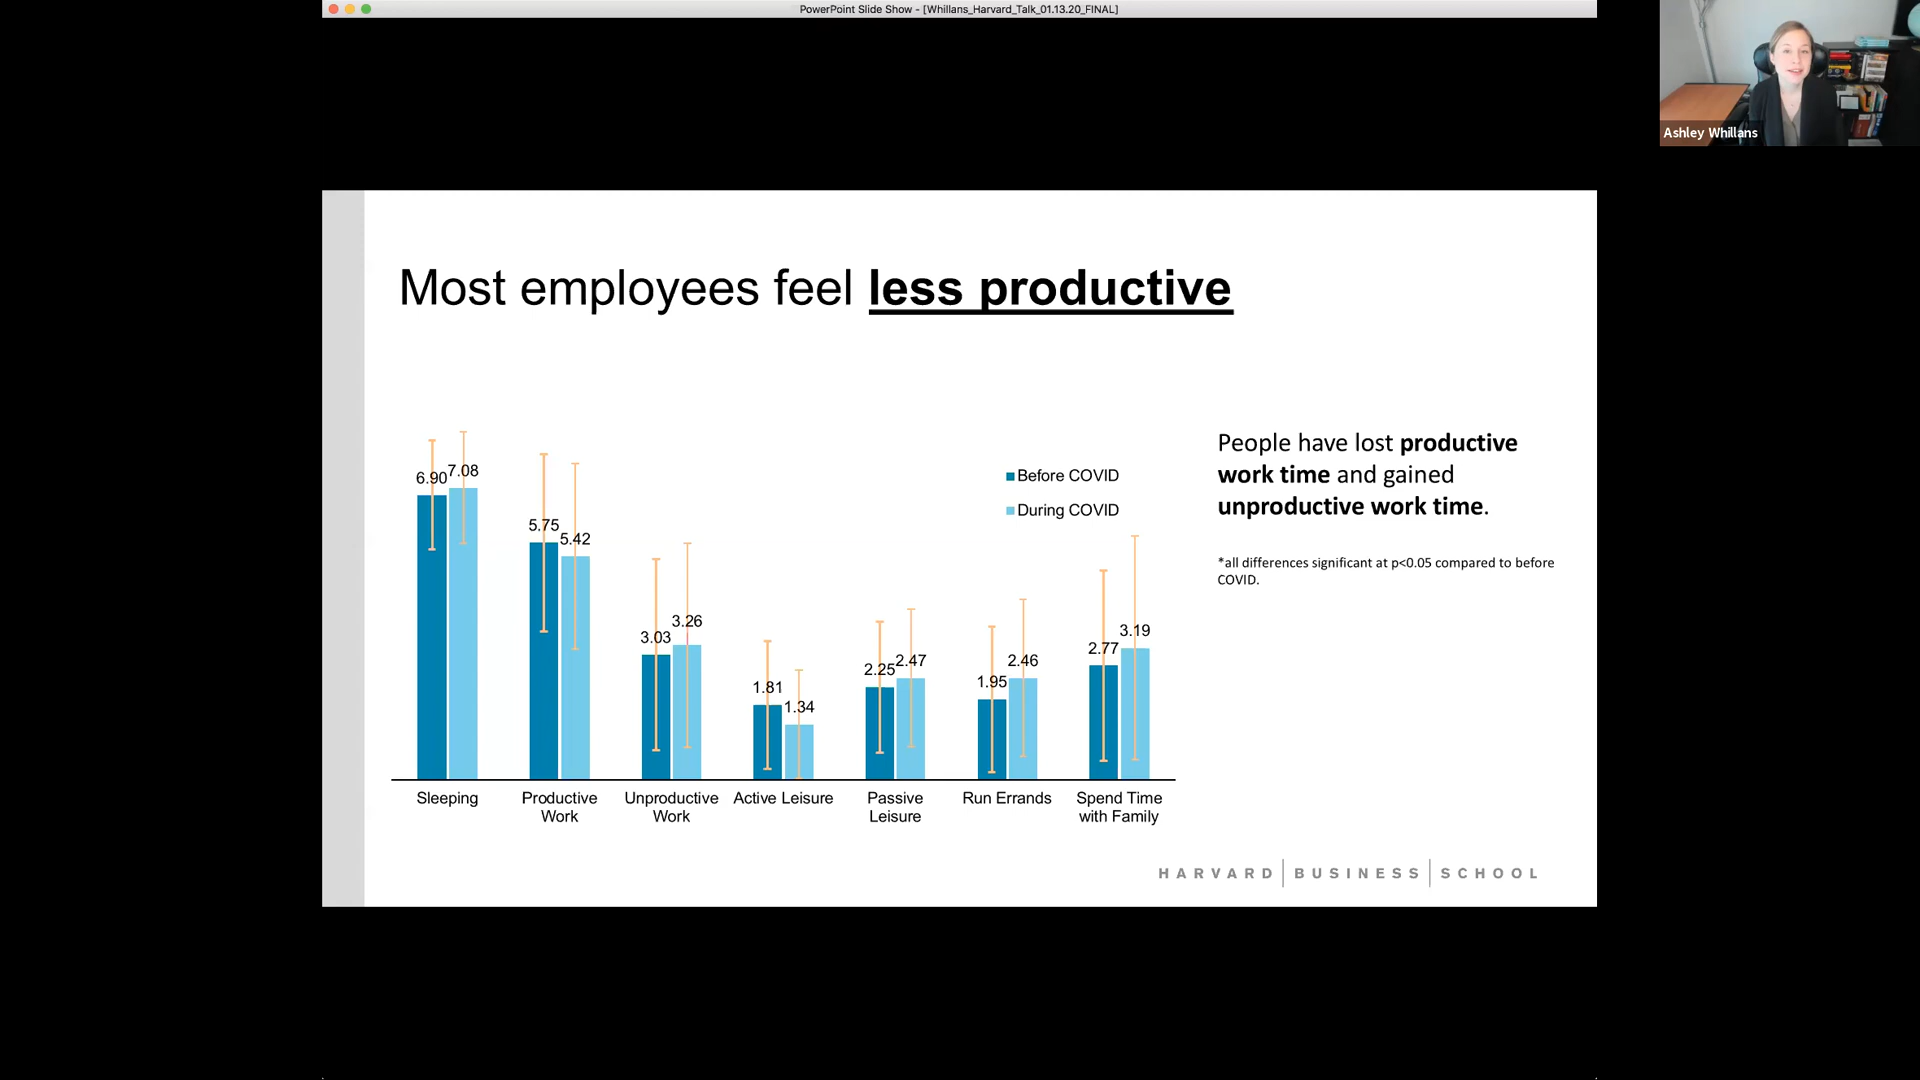 PowerPoint Slide Show - [Whillans_Harvard_Talk_01.13.20_FINAL]
Ashley Whillans
Most employees feel less productive
6.90
7.08
5.75
5.42
3.03
3.26
1.81
1.34
2.25
2.47
1.95
2.46
2.77
3.19
Before COVID
During COVID
Sleeping
Productive
Work
Unproductive
Work
Active Leisure
Passive
Leisure
Run Errands
Spend Time
with Family
People have lost productive
work time and gained
unproductive work time.
*all differences significant at p<0.05 compared to before
COVID.
HARVARD | BUSINESS | SCHOOL